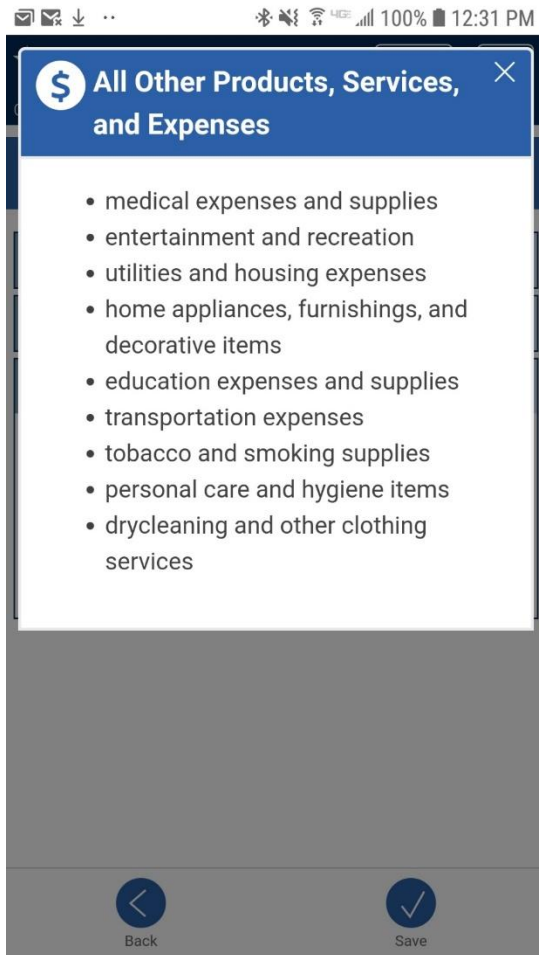 100% 12:31 PM
$ All Other Products, Services,
and Expenses
• medical expenses and supplies
• entertainment and recreation
• utilities and housing expenses
• home appliances, furnishings, and
decorative items
• education expenses and supplies
• transportation expenses
• tobacco and smoking supplies
• personal care and hygiene items
• drycleaning and other clothing
services
Back Save